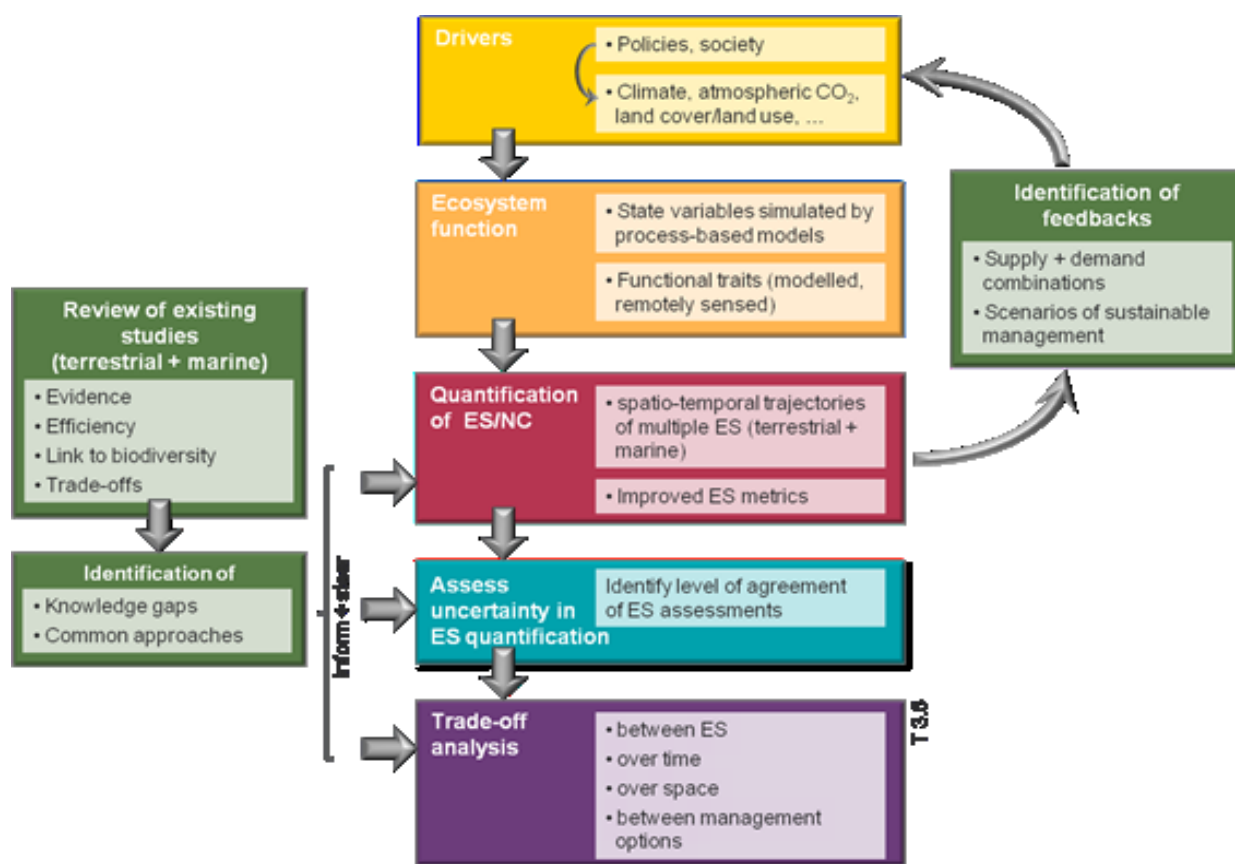 Drivers
• Policies, society
• Climate, atmospheric CO₂,
land cover/land use, ...
Ecosystem
function
• State variables simulated by
process-based models
• Functional traits (modelled,
remotely sensed)
Identification of
feedbacks
• Supply + demand
combinations
• Scenarios of sustainable
management
Review of existing
studies
(terrestrial + marine)
• Evidence
• Efficiency
• Link to biodiversity
• Trade-offs
Identification of
• Knowledge gaps
• Common approaches
Inform + steer
Quantification
of ES/NC
• spatio-temporal trajectories
of multiple ES (terrestrial +
marine)
• Improved ES metrics
Assess
uncertainty in
ES quantification
Identify level of agreement
of ES assessments
Trade-off
analysis
• between ES
• over time
• over space
• between management
options
T 3.5